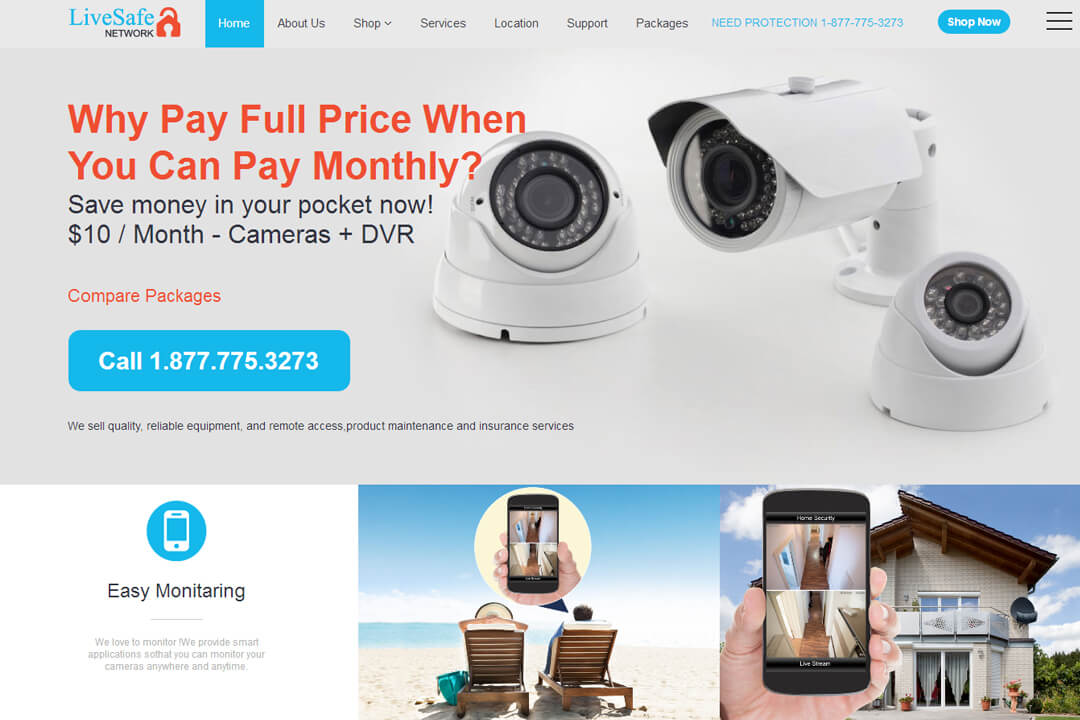 LiveSafe
NETWORK
Home
About Us
Shop
Services
Location
Support
Packages
NEED PROTECTION 1-877-775-3273
Shop Now
Why Pay Full Price When
You Can Pay Monthly?
Save money in your pocket now!
$10 / Month - Cameras + DVR
Compare Packages
Call 1.877.775.3273
We sell quality, reliable equipment, and remote access,product maintenance and insurance services
Easy Monitaring
We love to monitor !We provide smart
applications sothat you can monitor your
cameras anywhere and anytime.
Live Stream
Home Security
Live Stream